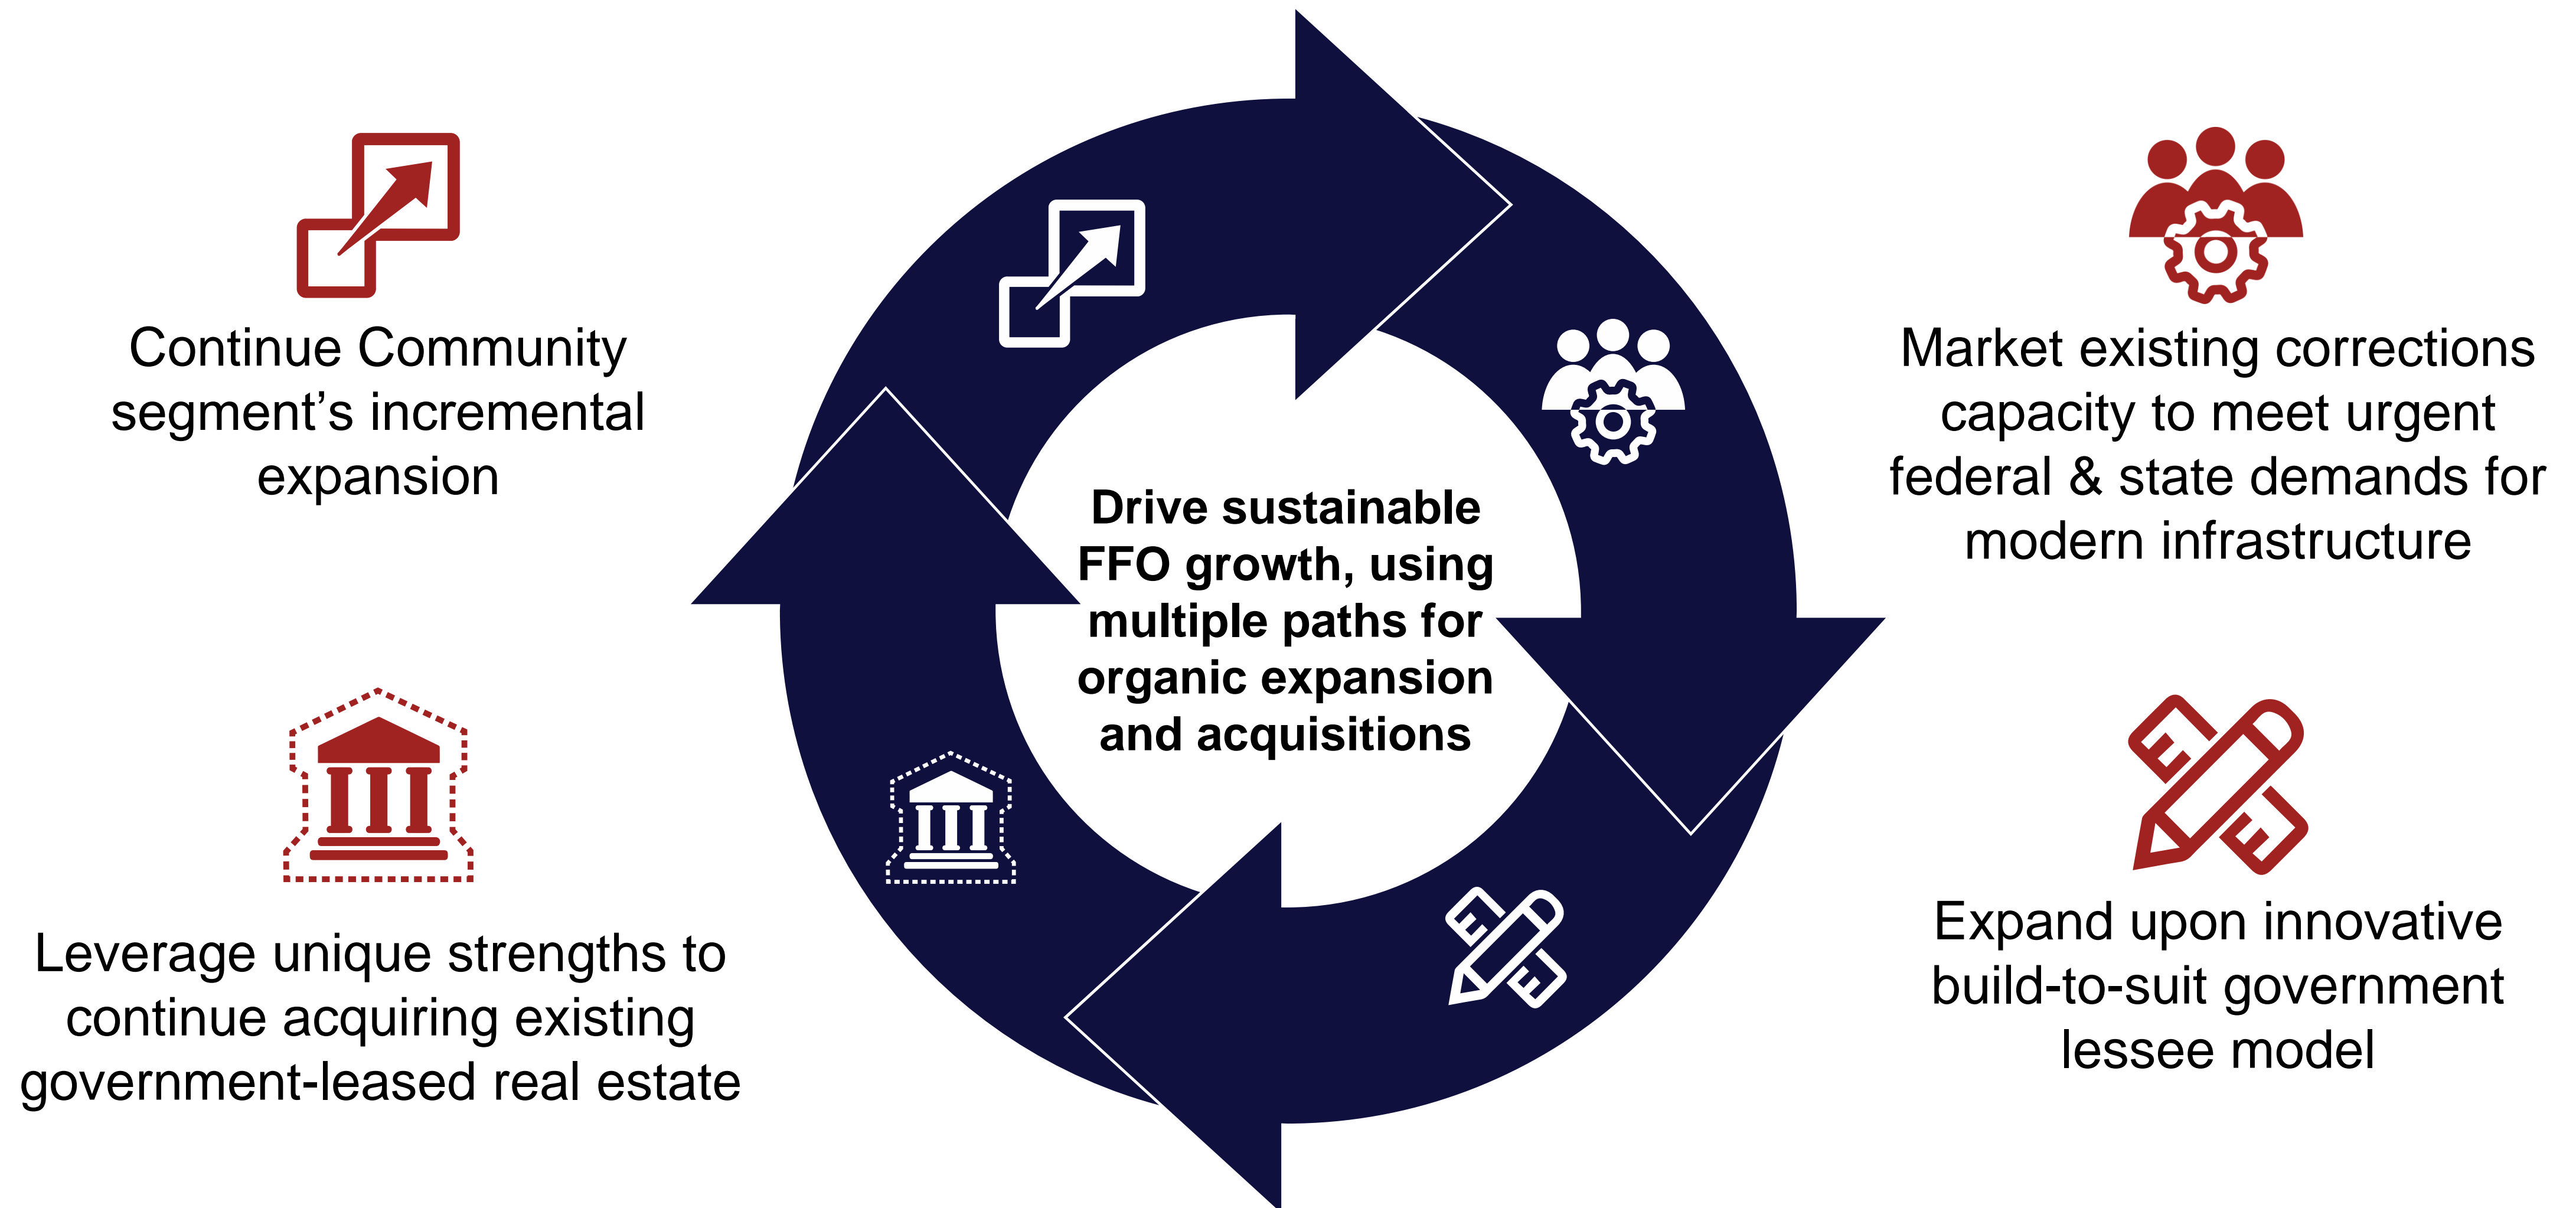 Continue Community
segment’s incremental
expansion
Market existing corrections
capacity to meet urgent
federal & state demands for
modern infrastructure
Drive sustainable
FFO growth, using
multiple paths for
organic expansion
and acquisitions
Leverage unique strengths to
continue acquiring existing
government-leased real estate
Expand upon innovative
build-to-suit government
lessee model